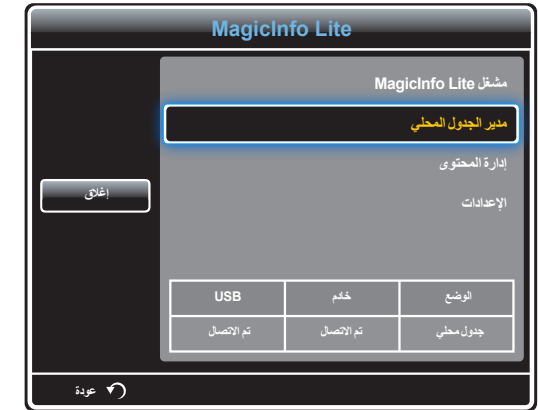 MagicInfo Lite
مشغل MagicInfo Lite
مدير الجدول المحلي
إدارة المحتوى
الإعدادات
إغلاق
الوضع خادم USB
جدول محلي تم الاتصال تم الاتصال
عودة